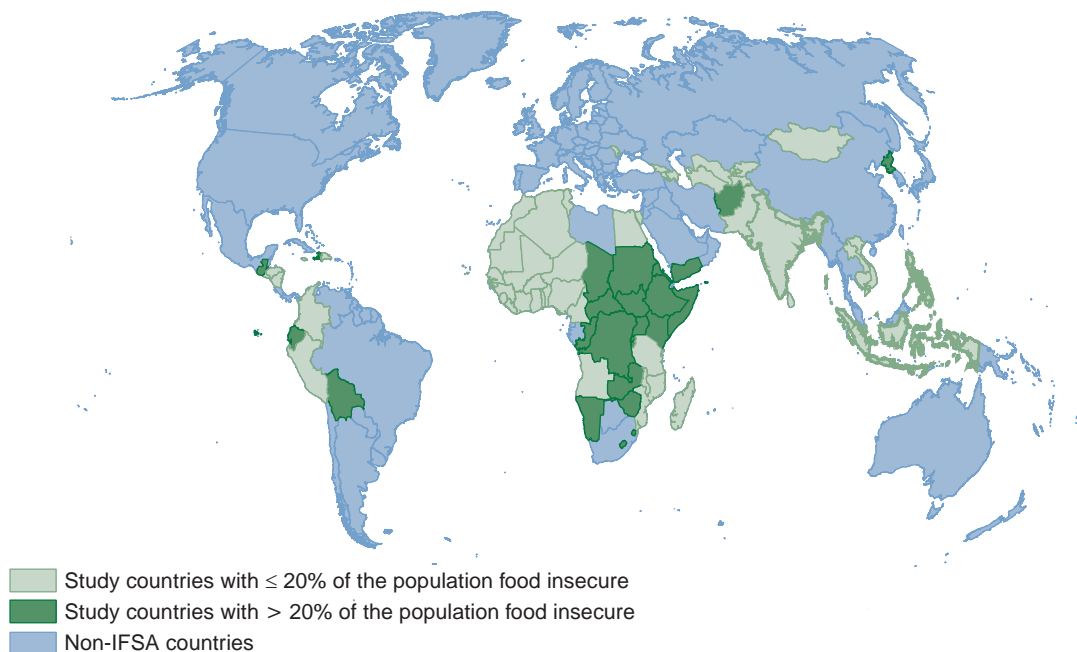 Study countries with ≤ 20% of the population food insecure
Study countries with > 20% of the population food insecure
Non-IFSA countries